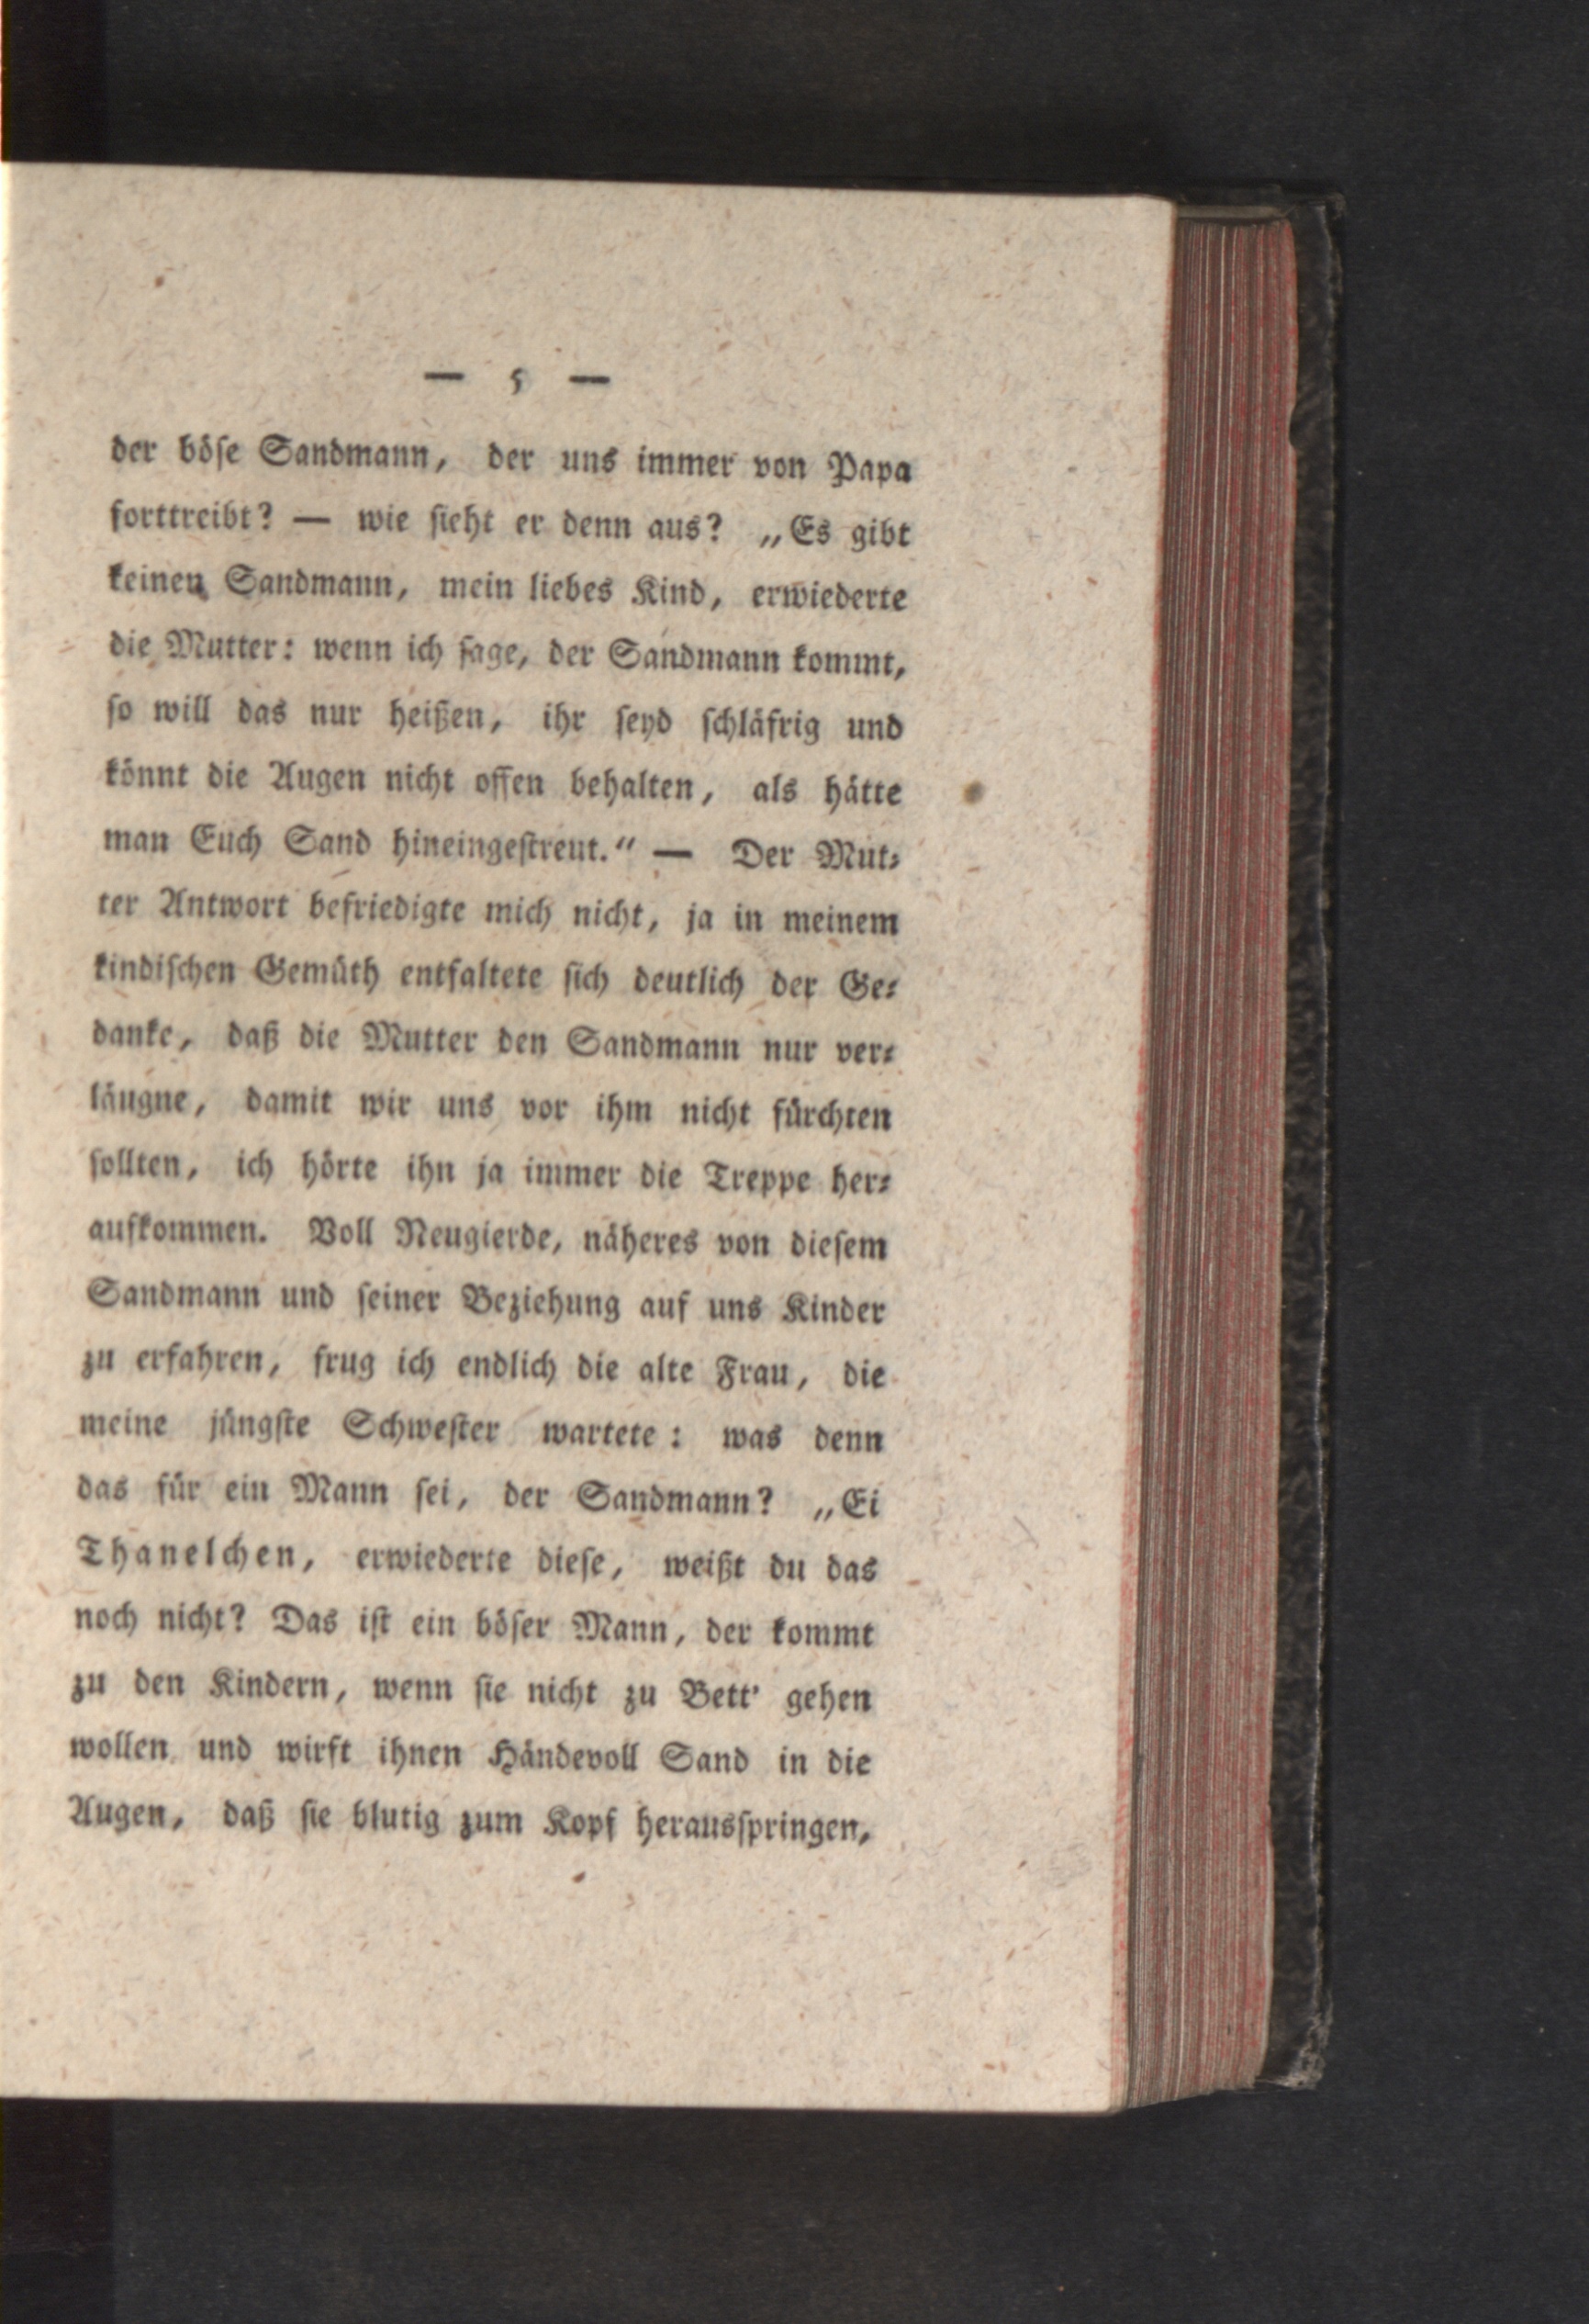 — 5 —
der böſe Sandmann, der uns immer von Papa
forttreibt? — wie ſieht er denn aus? „Es gibt
keinen Sandmann, mein liebes Kind, erwiederte
die Mutter: wenn ich ſage, der Sandmann kommt,
ſo will das nur heißen, ihr ſeyd ſchläfrig und
könnt die Augen nicht offen behalten, als hätte
man Euch Sand hineingeſtreut.“ — Der Mut⸗
ter Antwort befriedigte mich nicht, ja in meinem
kindiſchen Gemüth entfaltete ſich deutlich der Ge⸗
danke, daß die Mutter den Sandmann nur ver⸗
läugne, damit wir uns vor ihm nicht fürchten
ſollten, ich hörte ihn ja immer die Treppe her⸗
aufkommen. Voll Neugierde, näheres von dieſem
Sandmann und ſeiner Beziehung auf uns Kinder
zu erfahren, frug ich endlich die alte Frau, die
meine jüngſte Schweſter wartete: was denn
das für ein Mann ſei, der Sandmann? „Ei
Thanelchen, erwiederte dieſe, weißt du das
noch nicht? Das iſt ein böſer Mann, der kommt
zu den Kindern, wenn ſie nicht zu Bett' gehen
wollen und wirft ihnen Händevoll Sand in die
Augen, daß ſie blutig zum Kopf herausſpringen,